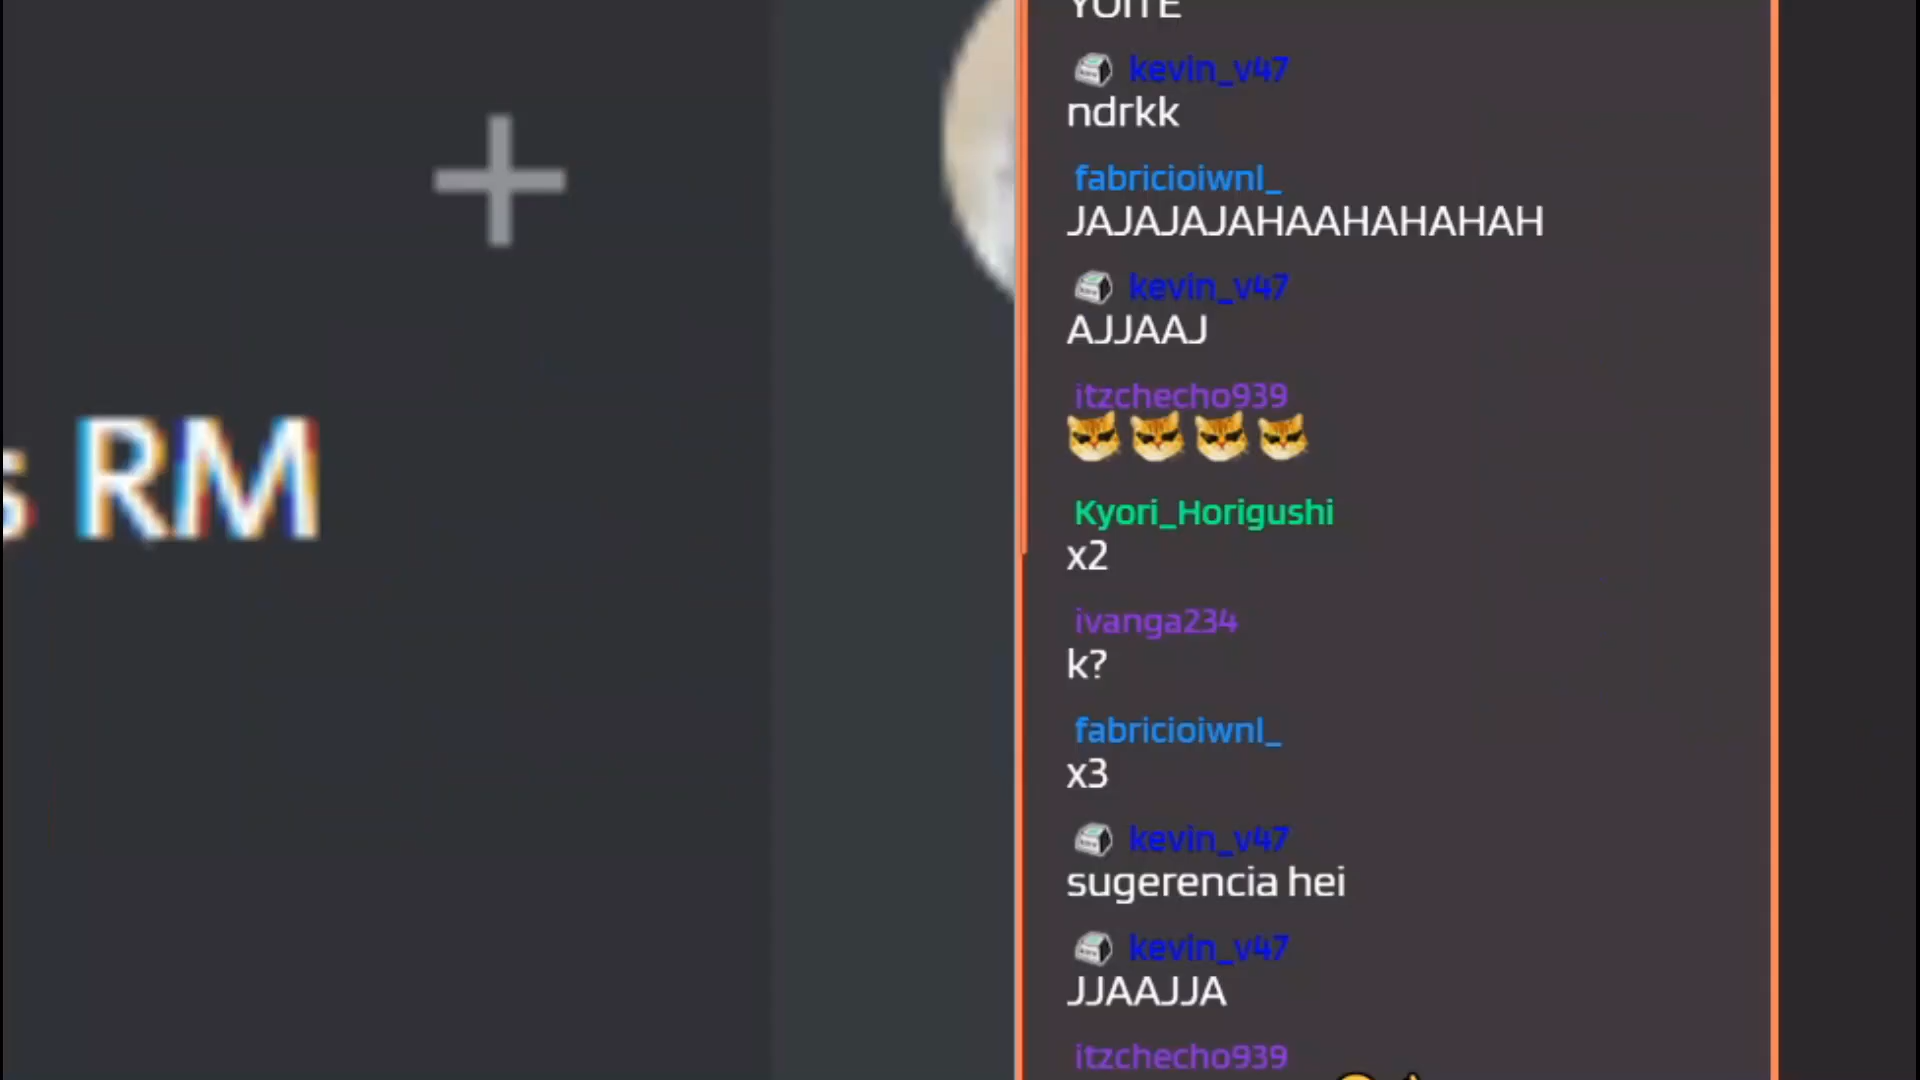 s RM
YOITE
kevin_v47
ndrkk
fabricioiwnl_
JAJAJAJAHAAHAHAHAH
kevin_v47
AJJAAJ
itzchecho939
Kyori_Horigushi
x2
ivanga234
k?
fabricioiwnl_
x3
kevin_v47
sugerencia hei
kevin_v47
JJAAJJA
itzchecho939